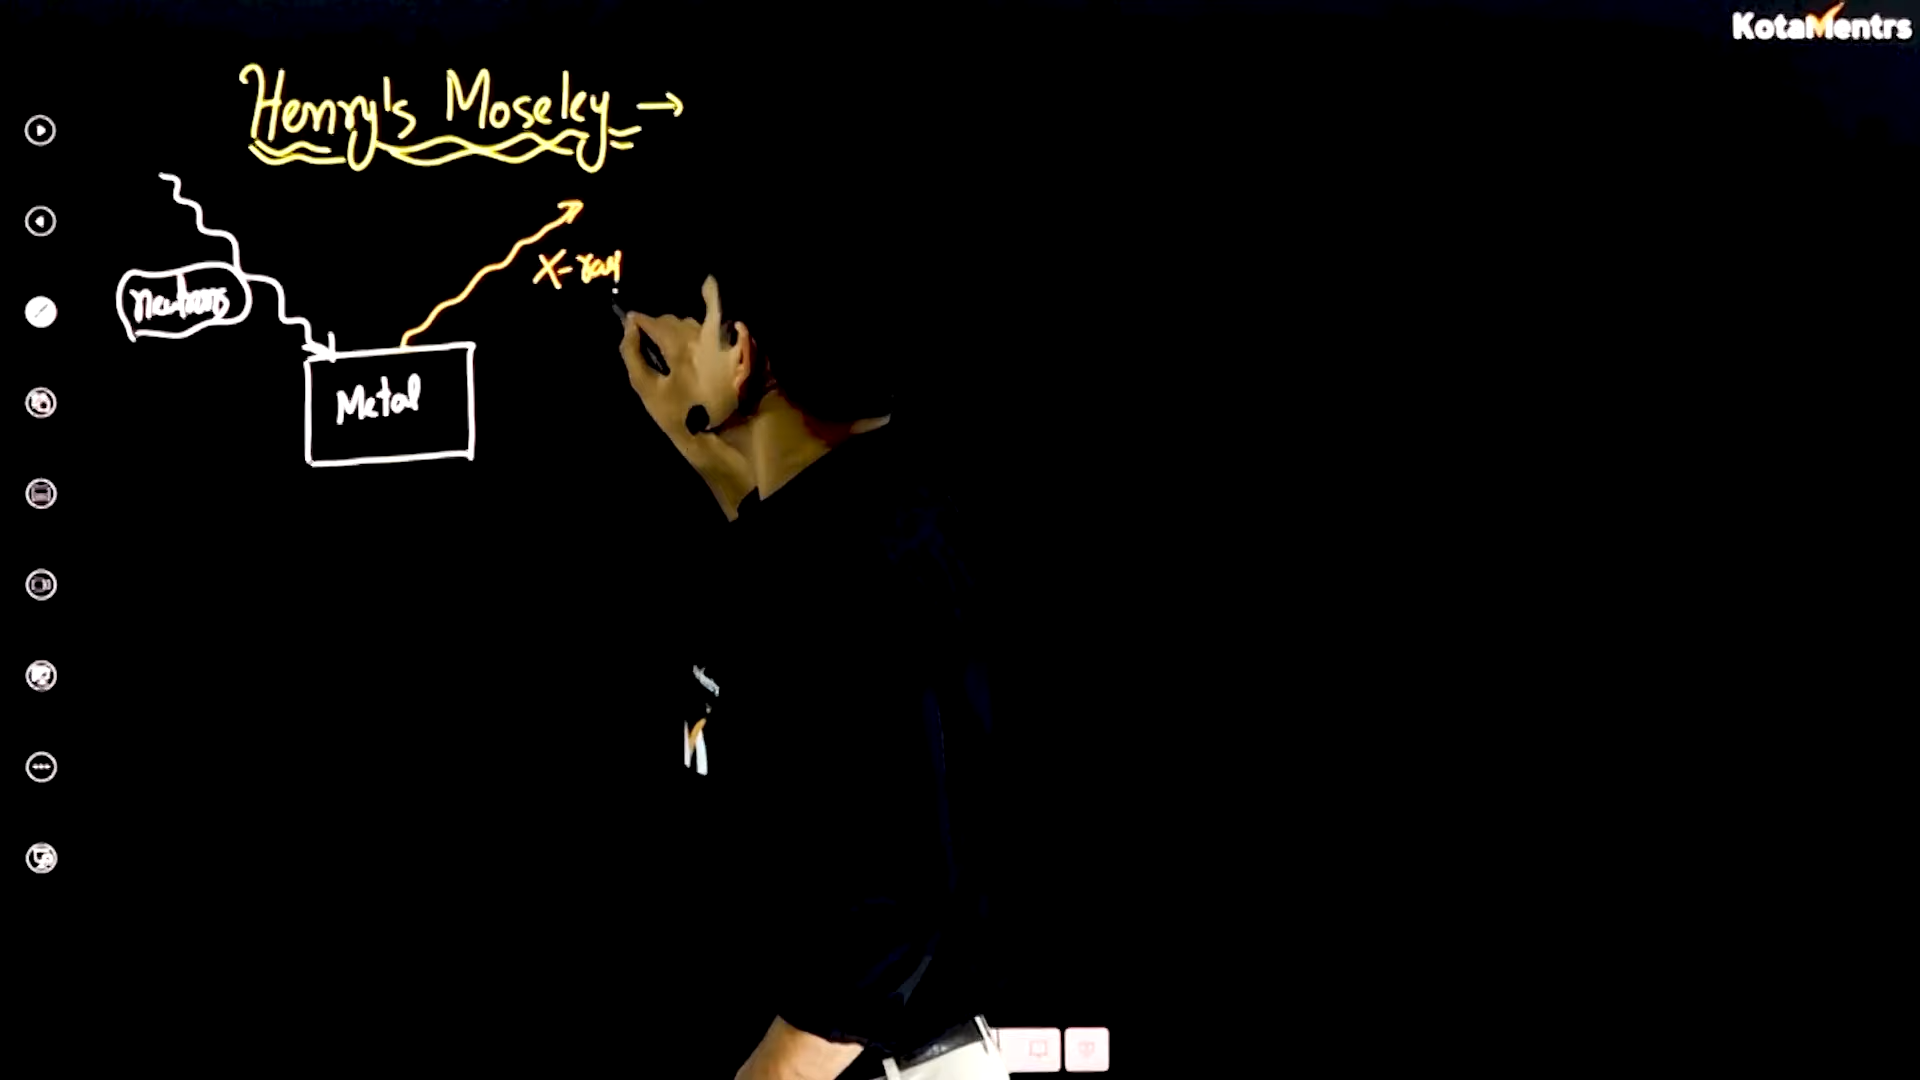 KotaMentrs
Henry's Moseley →
X-ray
neutrons
Metal